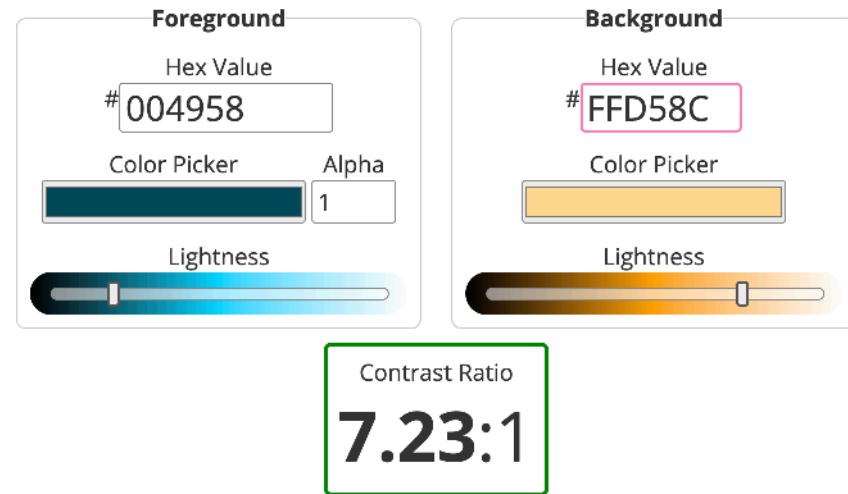 Foreground
Hex Value
#004958
Color Picker Alpha
1
Lightness
Background
Hex Value
#FFD58C
Color Picker
Lightness
Contrast Ratio
7.23:1